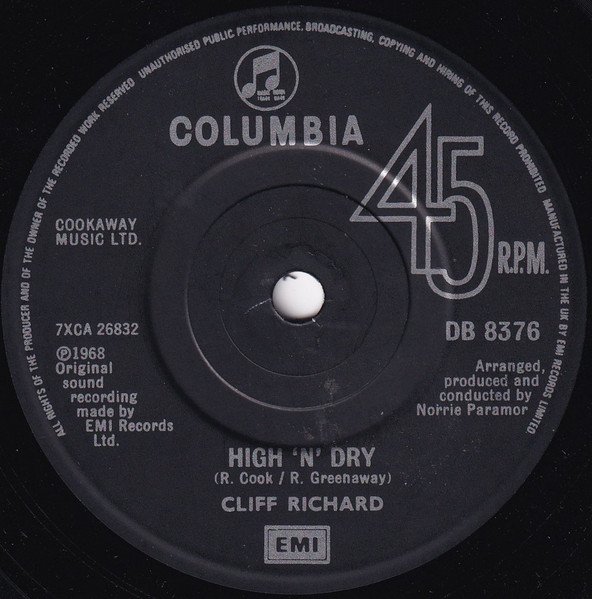 ALL RIGHTS OF THE PRODUCER AND OF THE OWNER OF THE RECORDED WORK RESERVED UNAUTHORISED PUBLIC PERFORMANCE, BROADCASTING, COPYING AND HIRING OF THIS RECORD PROHIBITED MANUFACTURED IN THE UK BY EMI RECORDS LIMITED
COLUMBIA
45
R.P.M.
COOKAWAY
MUSIC LTD.
7XCA 26832
Ⓟ1968
Original
sound
recording
made by
EMI Records
Ltd.
DB 8376
Arranged,
produced and
conducted by
Norrie Paramor
HIGH 'N' DRY
(R. Cook / R. Greenaway)
CLIFF RICHARD
EMI